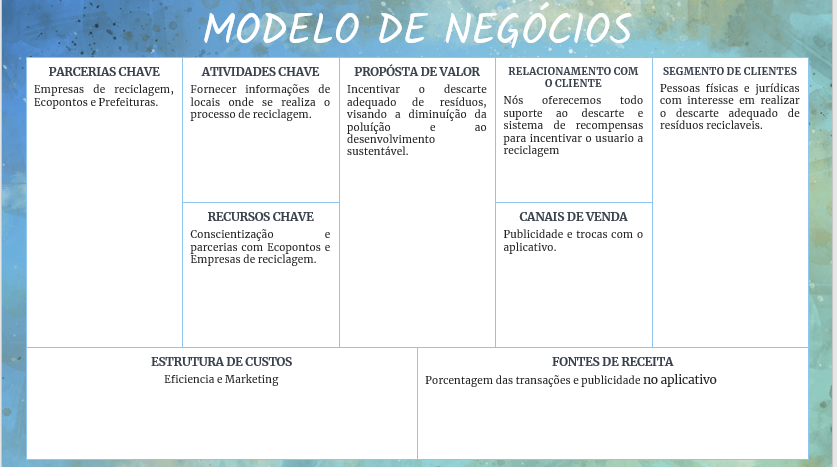 MODELO DE NEGÓCIOS
PARCERIAS CHAVE
Empresas de reciclagem,
Ecopontos e Prefeituras.
ATIVIDADES CHAVE
Fornecer informações de
locais onde se realiza o
processo de reciclagem.
RECURSOS CHAVE
Conscientização e
parcerias com Ecopontos e
Empresas de reciclagem.
PROPÓSTA DE VALOR
Incentivar o descarte
adequado de resíduos,
visando a diminuíção da
poluíção e ao
desenvolvimento
sustentável.
RELACIONAMENTO COM
O CLIENTE
Nós oferecemos todo
suporte ao descarte e
sistema de recompensas
para incentivar o usuario a
reciclagem
CANAIS DE VENDA
Publicidade e trocas com o
aplicativo.
SEGMENTO DE CLIENTES
Pessoas físicas e jurídicas
com interesse em realizar
o descarte adequado de
resíduos reciclaveis.
ESTRUTURA DE CUSTOS
Eficiencia e Marketing
FONTES DE RECEITA
Porcentagem das transações e publicidade no aplicativo